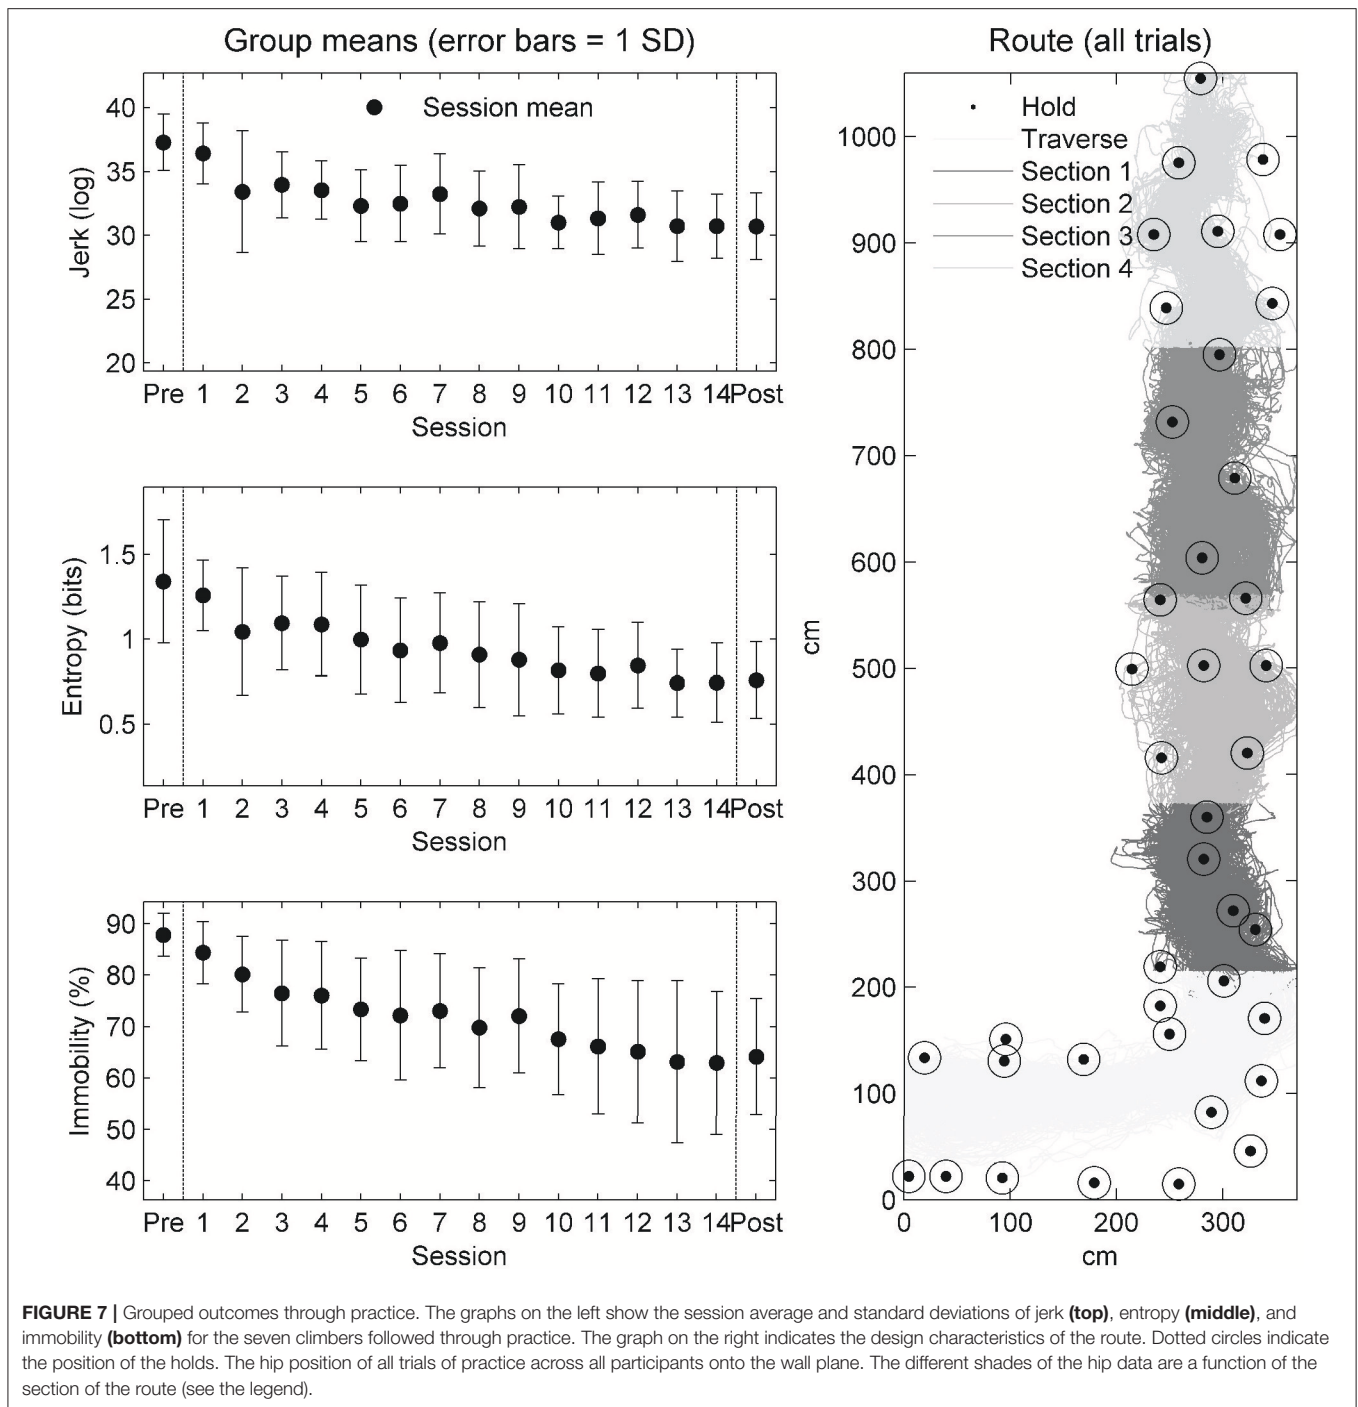 Group means (error bars = 1 SD)
40
35
30
25
20
Jerk (log)
Session mean
Pre 1 2 3 4 5 6 7 8 9 10 11 12 13 14 Post
Session
1.5
1
0.5
Entropy (bits)
Pre 1 2 3 4 5 6 7 8 9 10 11 12 13 14 Post
Session
90
80
70
60
50
40
Immobility (%)
Pre 1 2 3 4 5 6 7 8 9 10 11 12 13 14 Post
Session
Route (all trials)
Hold
Traverse
Section 1
Section 2
Section 3
Section 4
1000
900
800
700
600
500
400
300
200
100
0
cm
0 100 200 300
cm
FIGURE 7 | Grouped outcomes through practice. The graphs on the left show the session average and standard deviations of jerk (top), entropy (middle), and
immobility (bottom) for the seven climbers followed through practice. The graph on the right indicates the design characteristics of the route. Dotted circles indicate
the position of the holds. The hip position of all trials of practice across all participants onto the wall plane. The different shades of the hip data are a function of the
section of the route (see the legend).